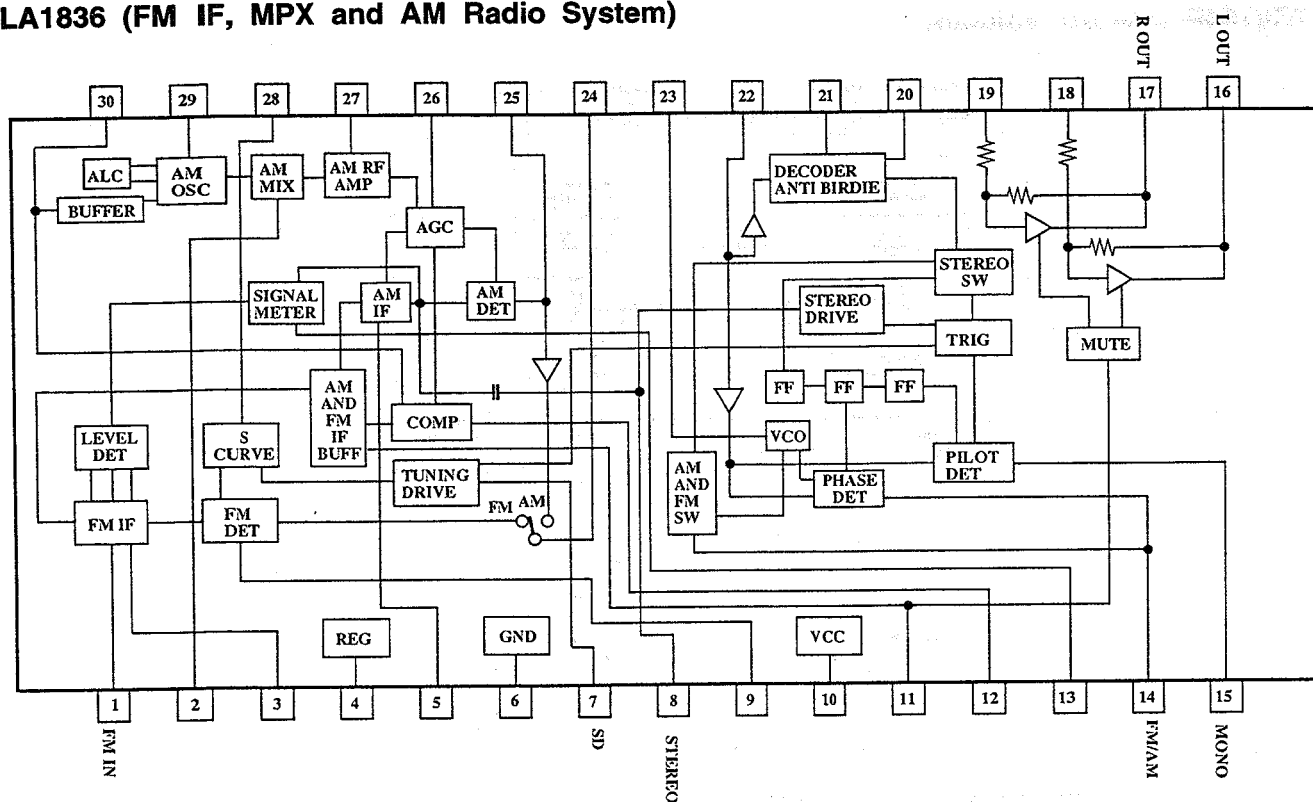 LA1836 (FM IF, MPX and AM Radio System)
R OUT
L OUT
30
29
28
27
26
25
24
23
22
21
20
19
18
17
16
ALC
AM
OSC
AM
MIX
AM RF
AMP
DECODER
ANTI BIRDIE
BUFFER
AGC
STEREO
SW
SIGNAL
METER
AM
IF
AM
DET
STEREO
DRIVE
TRIG
MUTE
AM
AND
FM
IF
BUFF
FF
FF
FF
COMP
LEVEL
DET
S
CURVE
VCO
TUNING
DRIVE
AM
AND
FM
SW
PHASE
DET
PILOT
DET
FM IF
FM
DET
FM
AM
REG
GND
VCC
1
2
3
4
5
6
7
8
9
10
11
12
13
14
15
FM IN
SD
STEREO
FM/AM
MONO